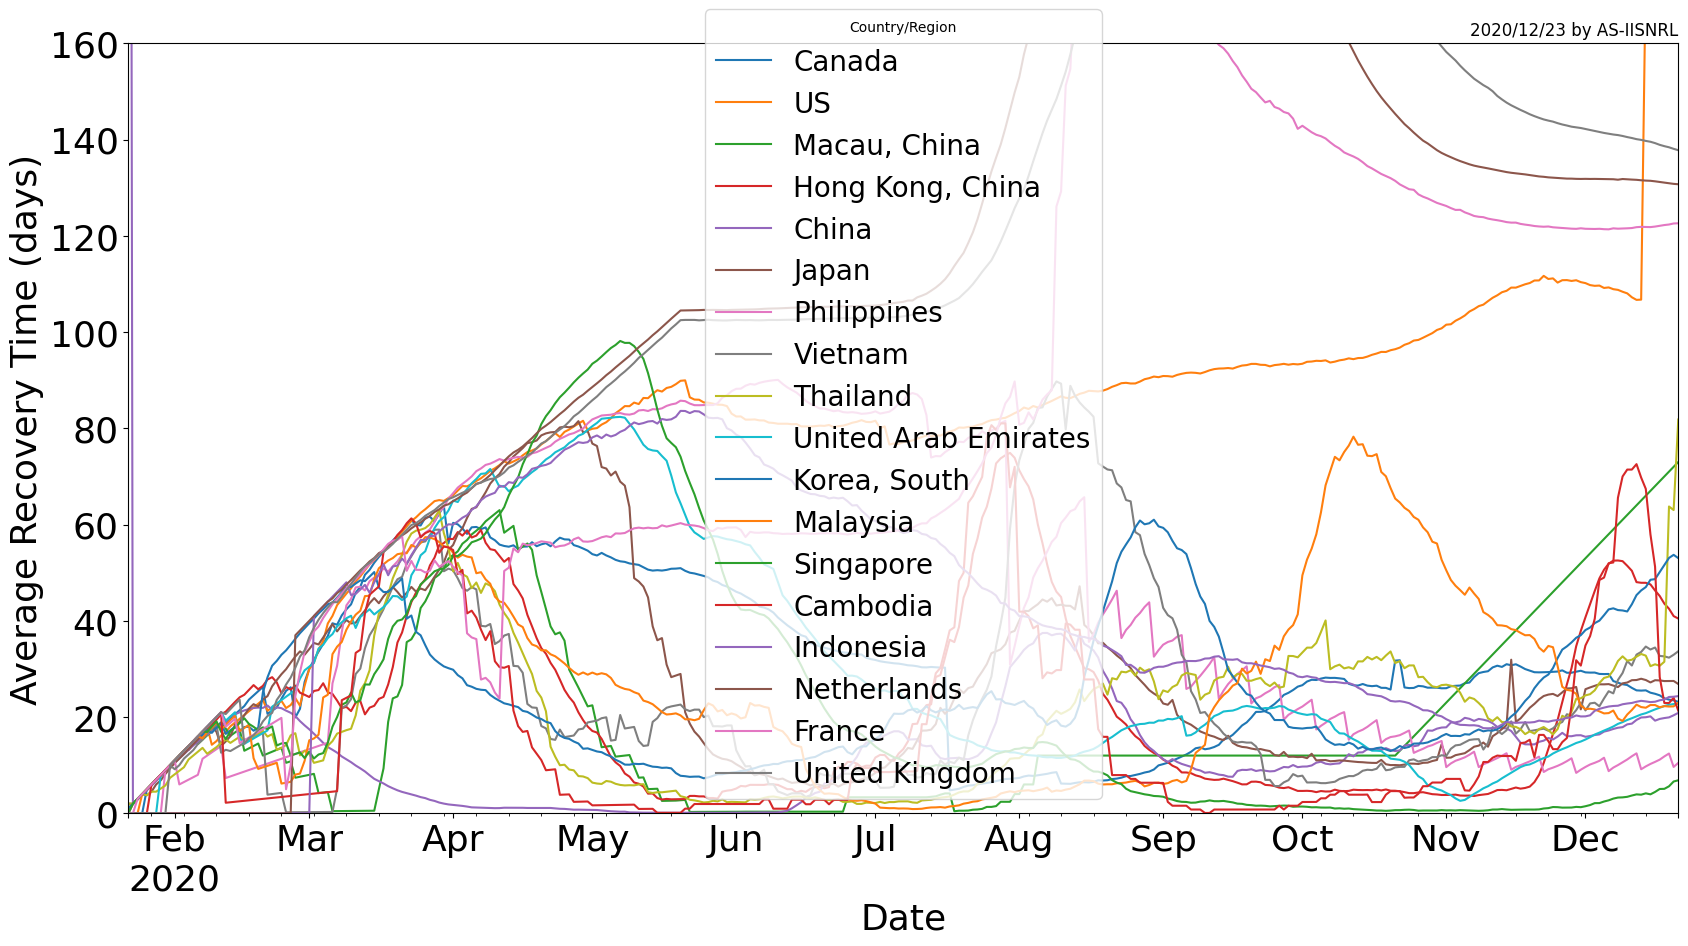 Country/Region
2020/12/23 by AS-IISNRL
160
140
120
100
80
60
40
20
0
Average Recovery Time (days)
Canada
US
Macau, China
Hong Kong, China
China
Japan
Philippines
Vietnam
Thailand
United Arab Emirates
Korea, South
Malaysia
Singapore
Cambodia
Indonesia
Netherlands
France
United Kingdom
Feb Mar Apr May Jun Jul Aug Sep Oct Nov Dec
2020
Date